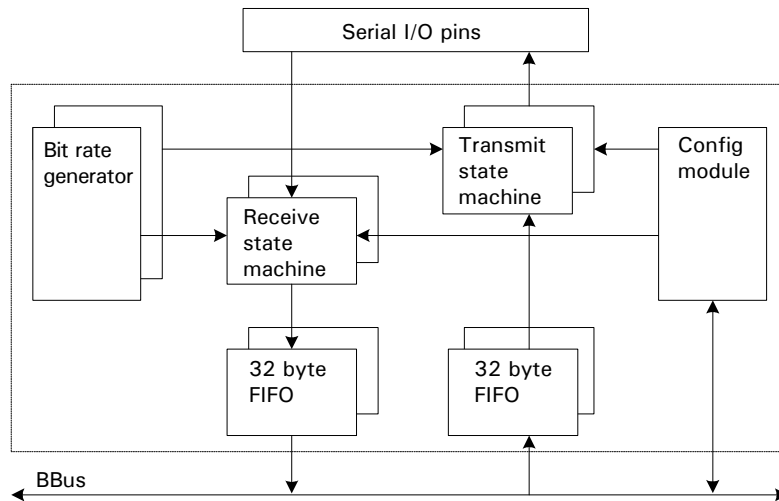 Serial I/O pins
Bit rate
generator
Transmit
state
machine
Config
module
Receive
state
machine
32 byte
FIFO
32 byte
FIFO
BBus